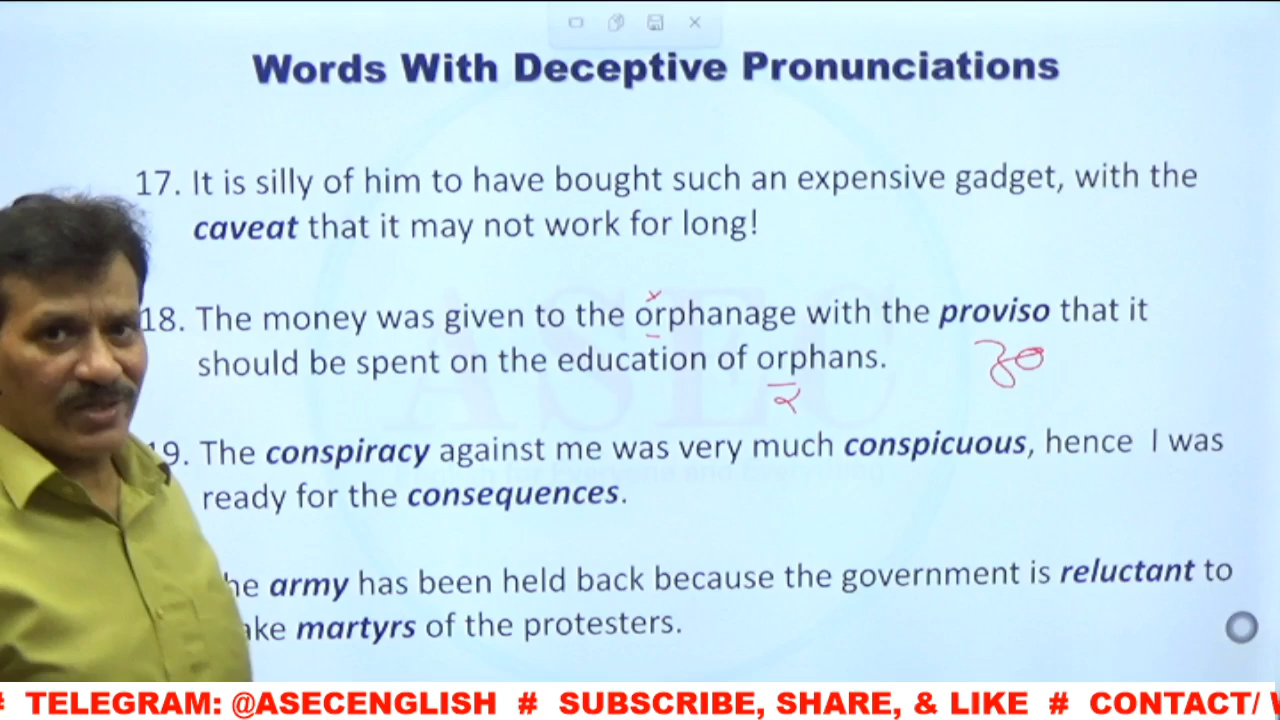 Words With Deceptive Pronunciations
17. It is silly of him to have bought such an expensive gadget, with the
caveat that it may not work for long!
18. The money was given to the orphanage with the proviso that it
should be spent on the education of orphans.
9. The conspiracy against me was very much conspicuous, hence I was
ready for the consequences.
he army has been held back because the government is reluctant to
ake martyrs of the protesters.
ASEC
# TELEGRAM: @ASECENGLISH # SUBSCRIBE, SHARE, & LIKE # CONTACT/